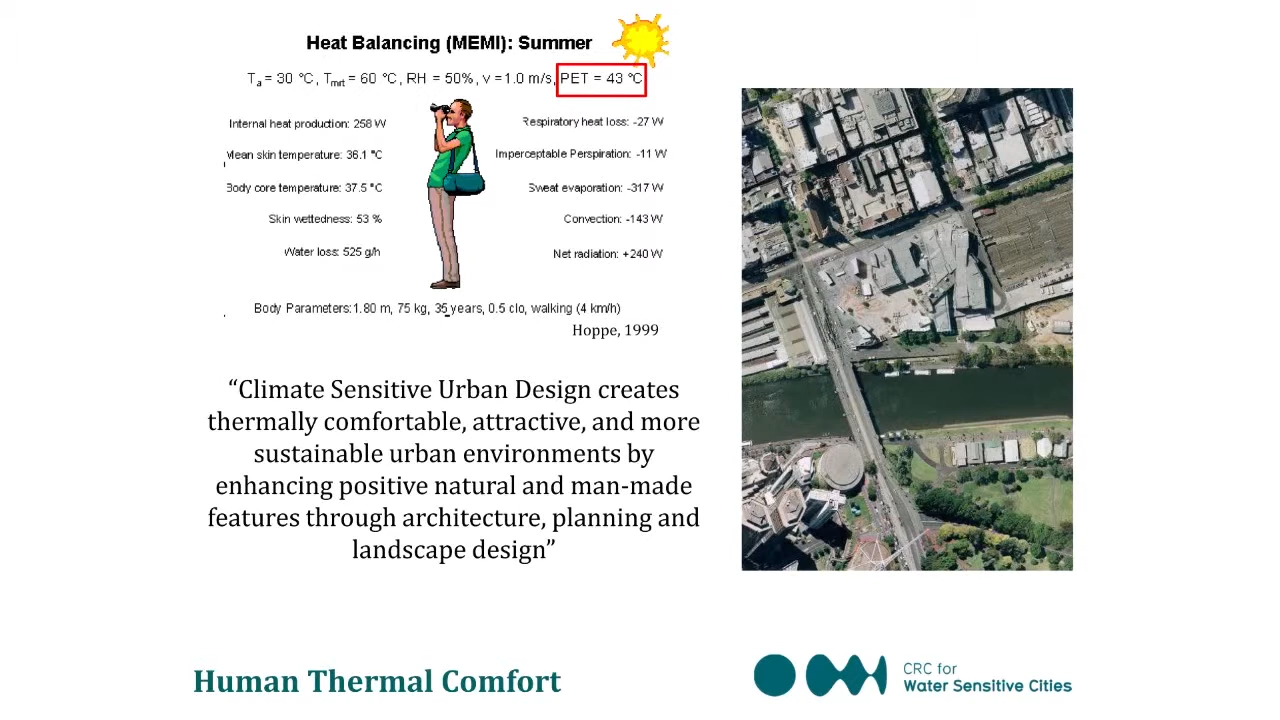 Heat Balancing (MEMI): Summer
Ta = 30 °C, Tmrt = 60 °C, RH = 50%, v = 1.0 m/s, PET = 43 °C
Internal heat production: 258 W
Mean skin temperature: 36.1 °C
Body core temperature: 37.5 °C
Skin wettedness: 53 %
Water loss: 525 g/h
Respiratory heat loss: -27 W
Imperceptable Perspiration: -11 W
Sweat evaporation: -317 W
Convection: -143 W
Net radiation: +240 W
Body Parameters: 1.80 m, 75 kg, 35 years, 0.5 clo, walking (4 km/h)
Hoppe, 1999
“Climate Sensitive Urban Design creates
thermally comfortable, attractive, and more
sustainable urban environments by
enhancing positive natural and man-made
features through architecture, planning and
landscape design”
Human Thermal Comfort
CRC for
Water Sensitive Cities